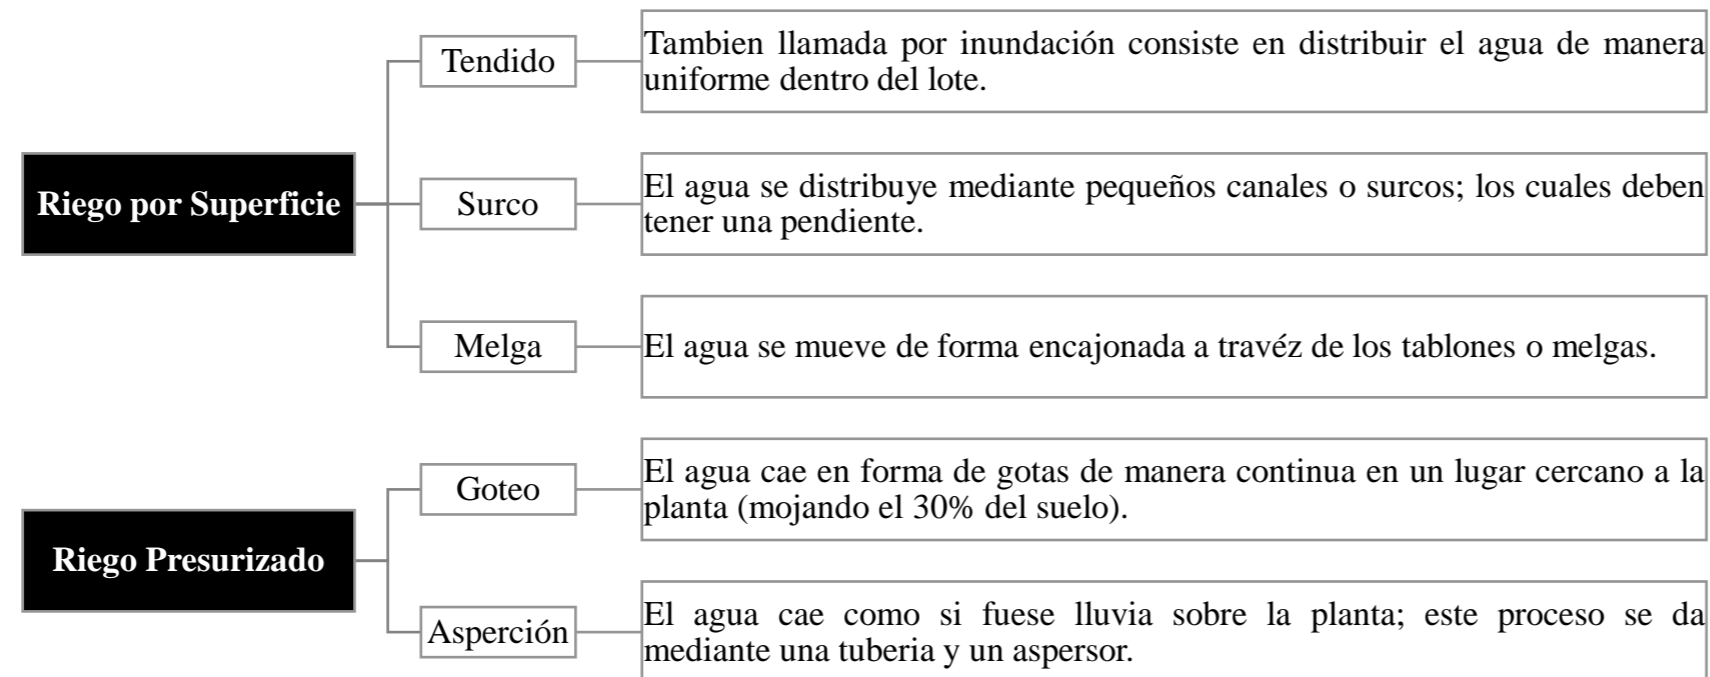 Riego por Superficie
Tendido
Tambien llamada por inundación consiste en distribuir el agua de manera
uniforme dentro del lote.
Surco
El agua se distribuye mediante pequeños canales o surcos; los cuales deben
tener una pendiente.
Melga
El agua se mueve de forma encajonada a travéz de los tablones o melgas.
Riego Presurizado
Goteo
El agua cae en forma de gotas de manera continua en un lugar cercano a la
planta (mojando el 30% del suelo).
Asperción
El agua cae como si fuese lluvia sobre la planta; este proceso se da
mediante una tuberia y un aspersor.